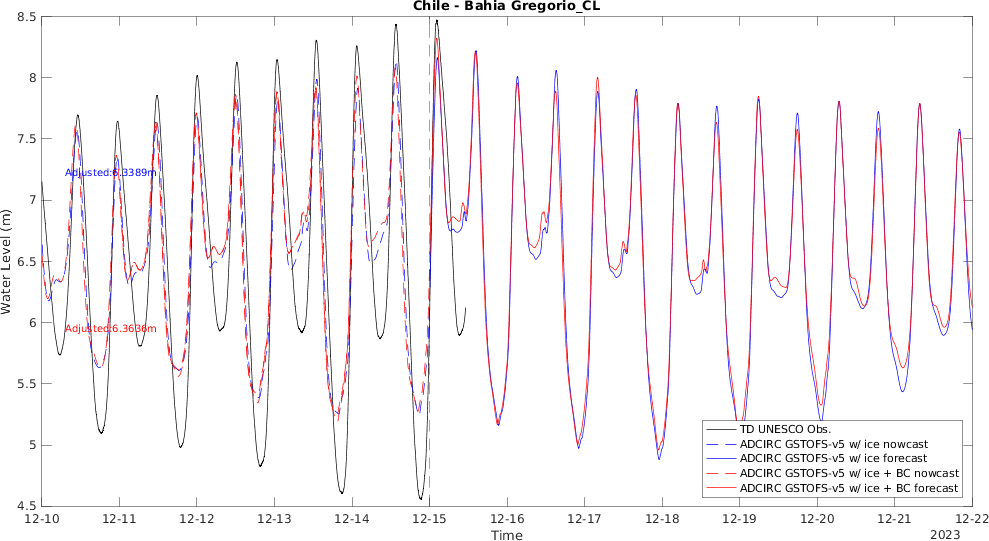 Chile - Bahia Gregorio_CL
8.5
8
7.5
7
6.5
6
5.5
5
4.5
Water Level (m)
Adjusted:6.3389m
Adjusted:6.3636m
TD UNESCO Obs.
ADCIRC GSTOFS-v5 w/ ice nowcast
ADCIRC GSTOFS-v5 w/ ice forecast
ADCIRC GSTOFS-v5 w/ ice + BC nowcast
ADCIRC GSTOFS-v5 w/ ice + BC forecast
12-10 12-11 12-12 12-13 12-14 12-15 12-16 12-17 12-18 12-19 12-20 12-21 12-22
Time
2023